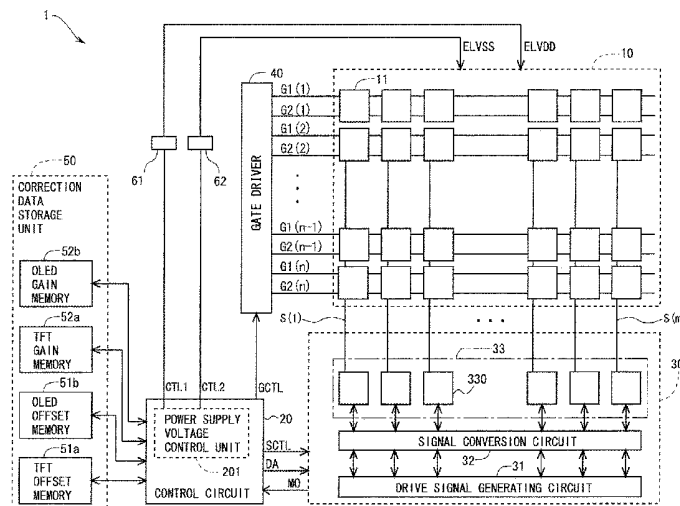 1
ELVSS
ELVDD
40
11
10
G1(1)
G2(1)
G1(2)
G2(2)
GATE DRIVER
50
61
62
CORRECTION
DATA
STORAGE
UNIT
G1(n-1)
G2(n-1)
G1(n)
G2(n)
52b
OLED
GAIN
MEMORY
52a
TFT
GAIN
MEMORY
S(1)
S(m
33
30
51b
OLED
OFFSET
MEMORY
51a
TFT
OFFSET
MEMORY
CTL1
CTL2
GCTL
330
20
POWER SUPPLY
VOLTAGE
CONTROL UNIT
201
CONTROL CIRCUIT
SCTL
DA
MO
SIGNAL CONVERSION CIRCUIT
32
31
DRIVE SIGNAL GENERATING CIRCUIT